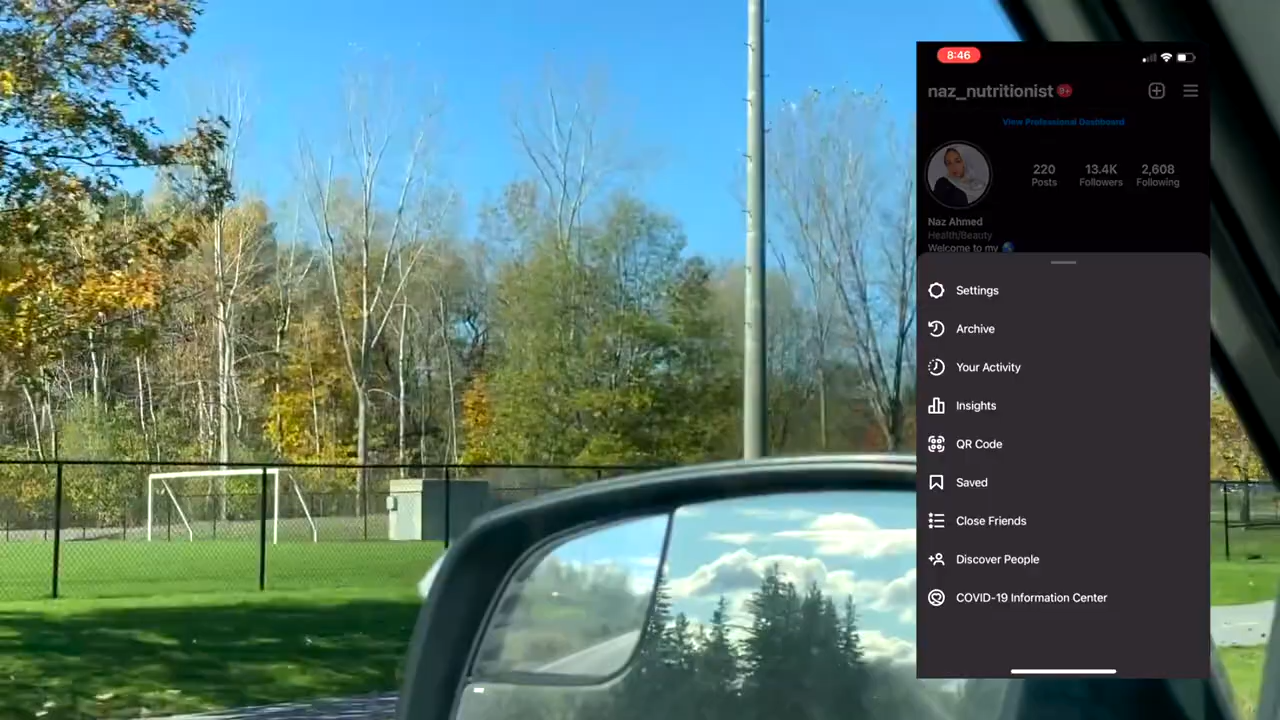 8:46
naz_nutritionist 9+
View Professional Dashboard
220 13.4K 2,608
Posts Followers Following
Naz Ahmed
Health/Beauty
Welcome to my 🌎
Settings
Archive
Your Activity
Insights
QR Code
Saved
Close Friends
Discover People
COVID-19 Information Center